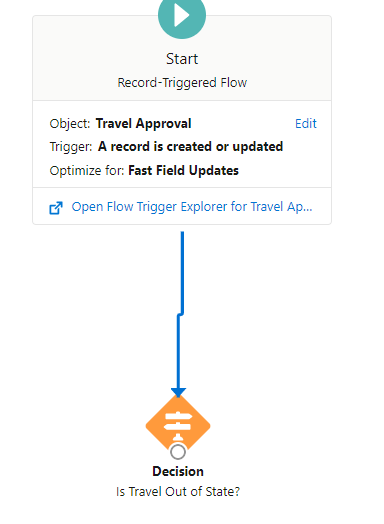 Start
Record-Triggered Flow
Object: Travel Approval Edit
Trigger: A record is created or updated
Optimize for: Fast Field Updates
Open Flow Trigger Explorer for Travel Ap...
Decision
Is Travel Out of State?